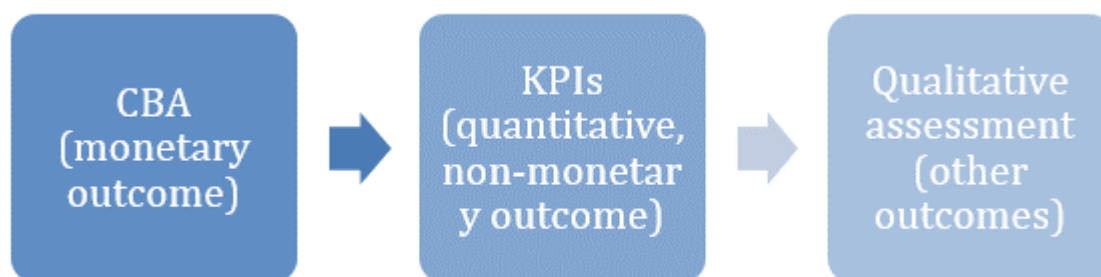 CBA
(monetary
outcome)
KPIs
(quantitative,
non-monetar
y outcome)
Qualitative
assessment
(other
outcomes)